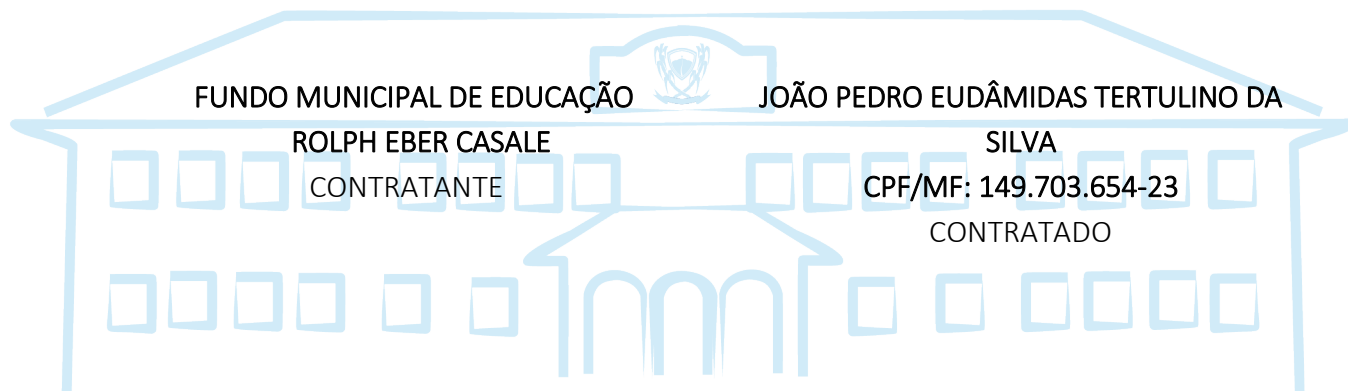 FUNDO MUNICIPAL DE EDUCAÇÃO
ROLPH EBER CASALE
CONTRATANTE
JOÃO PEDRO EUDÂMIDAS TERTULINO DA
SILVA
CPF/MF: 149.703.654-23
CONTRATADO